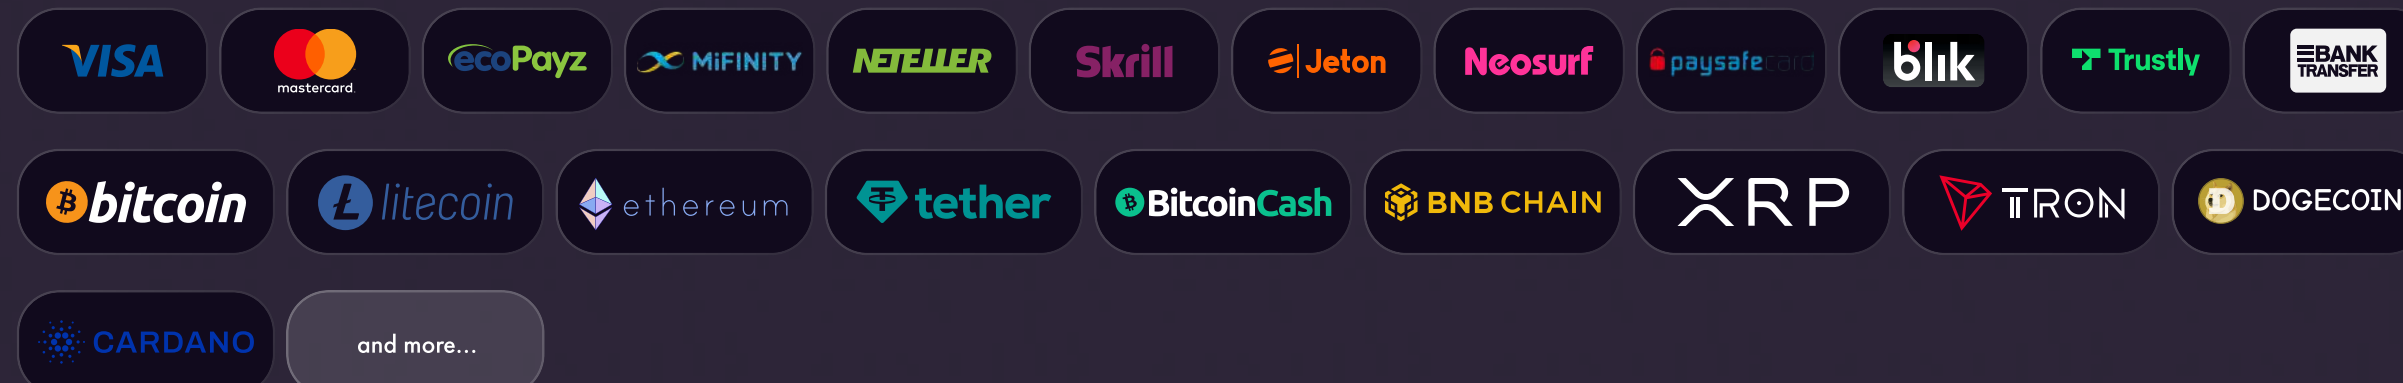 VISA mastercard. ecoPayz MiFINITY NETELLER Skrill Jeton Neosurf paysafecard blik Trustly BANK TRANSFER
bitcoin litecoin ethereum tether BitcoinCash BNB CHAIN XRP TRON DOGECOIN
CARDANO and more...